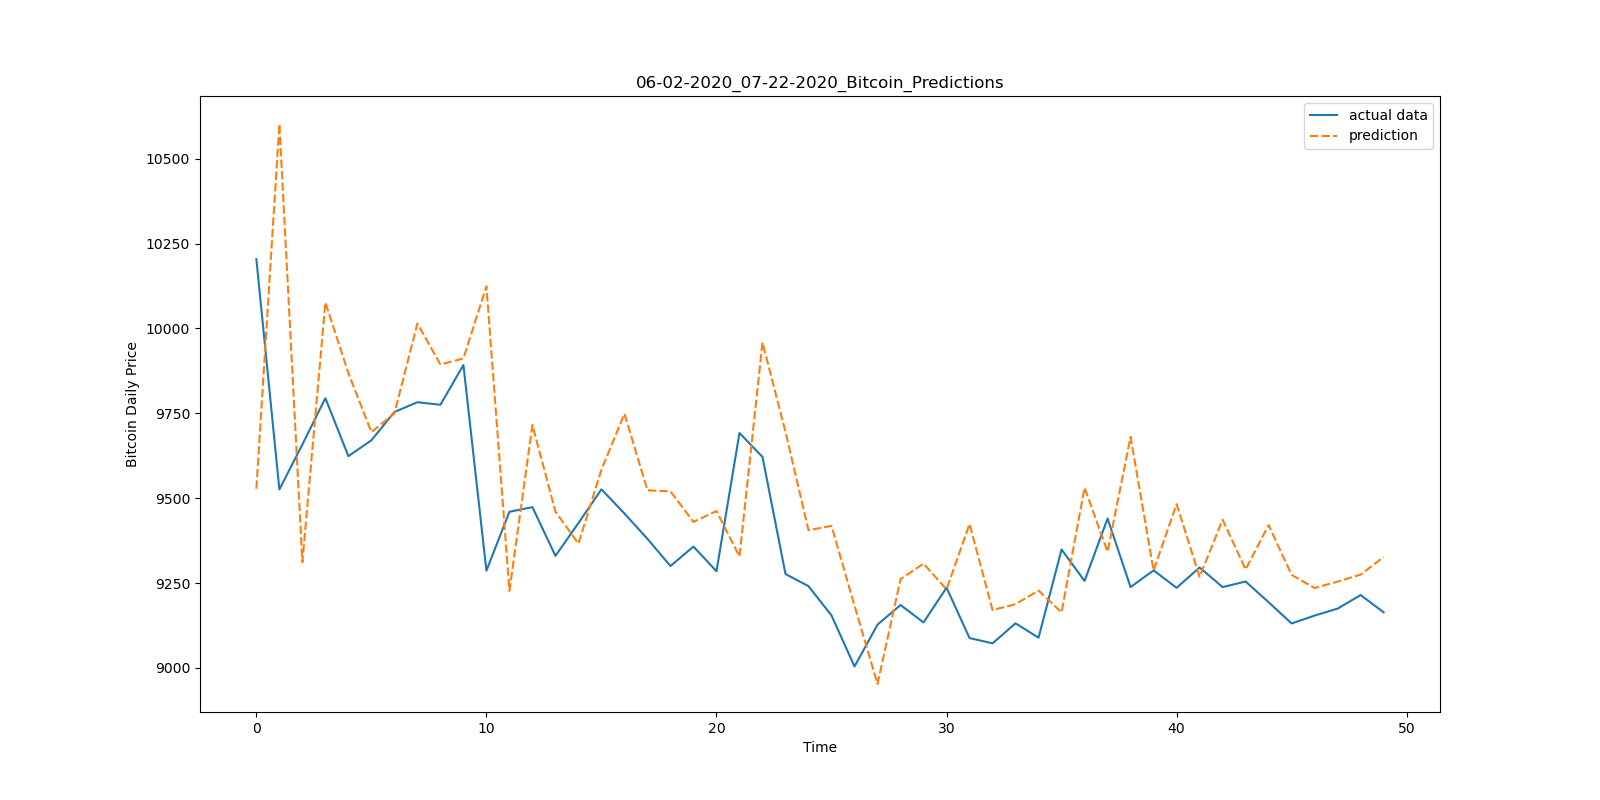 06-02-2020_07-22-2020_Bitcoin_Predictions
actual data
prediction
10500
10250
10000
9750
9500
9250
9000
Bitcoin Daily Price
0 10 20 30 40 50
Time